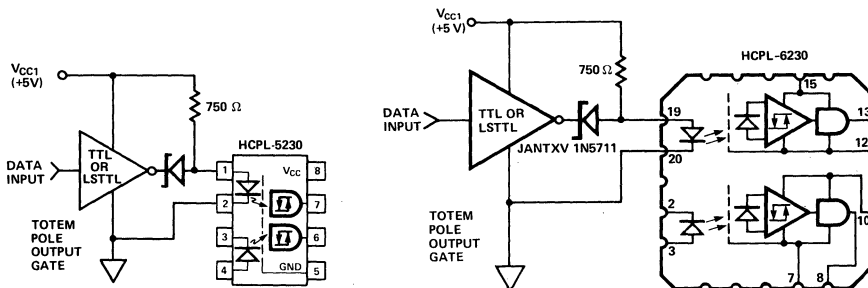 VCC1
(+5V)
750 Ω
HCPL-5230
DATA
INPUT
TTL OR
LSTTL
1
2
3
4
VCC
8
7
6
GND
5
TOTEM
POLE
OUTPUT
GATE
VCC1
(+5 V)
750 Ω
HCPL-6230
DATA
INPUT
TTL OR
LSTTL
JANTXV 1N5711
19
20
2
3
15
13
12
10
7
8
TOTEM
POLE
OUTPUT
GATE